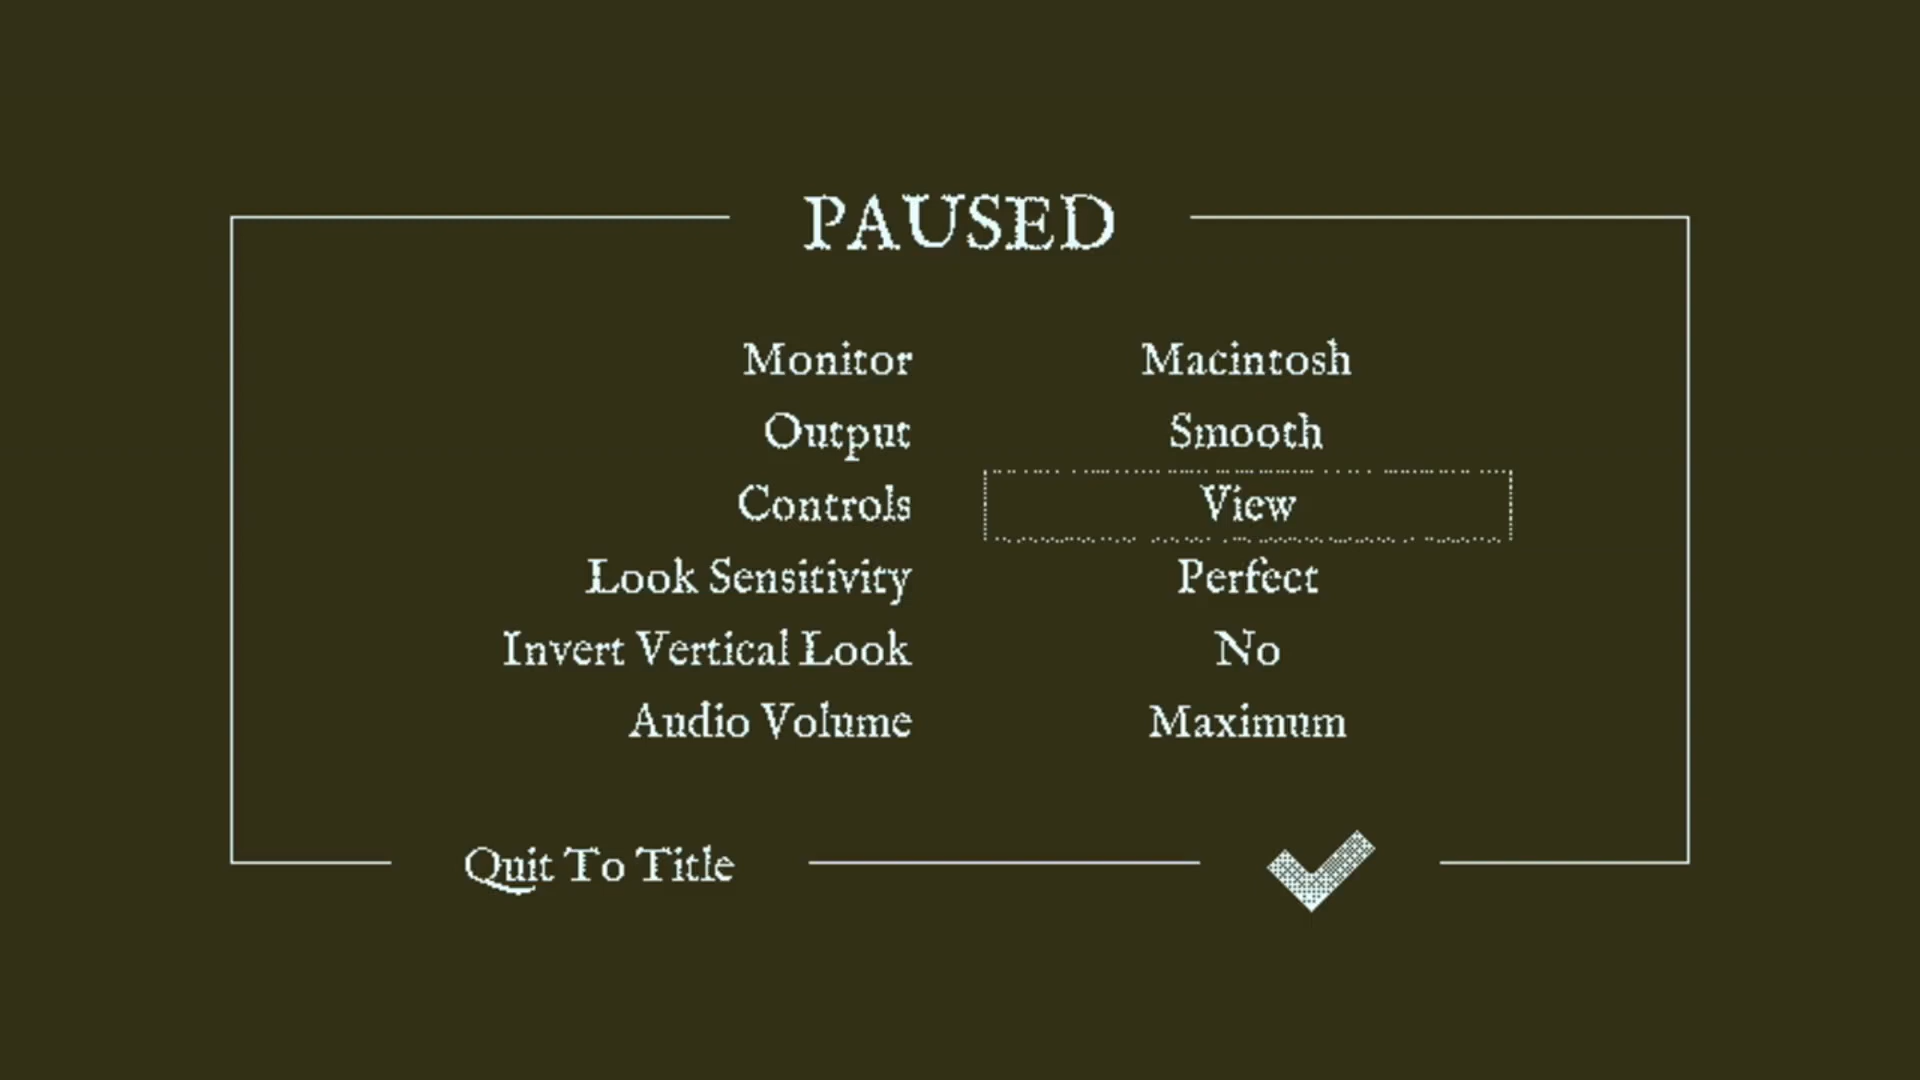 PAUSED
Monitor Macintosh
Output Smooth
Controls View
Look Sensitivity Perfect
Invert Vertical Look No
Audio Volume Maximum
Quit To Title